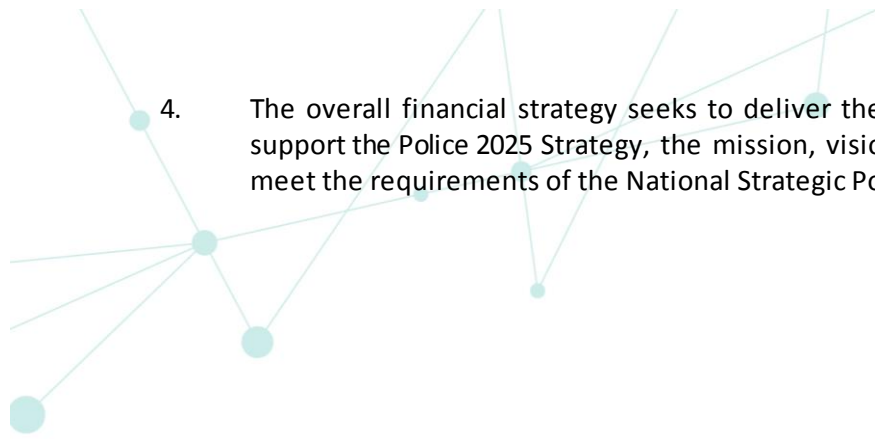 4. The overall financial strategy seeks to deliver the
support the Police 2025 Strategy, the mission, visio
meet the requirements of the National Strategic Po